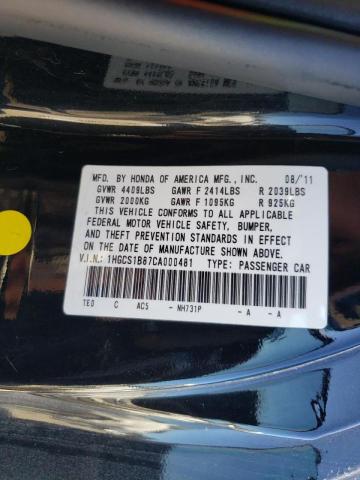 MFD. BY HONDA OF AMERICA MFG., INC. 08/'11
GVWR 4409LBS GAWR F 2414LBS R 2039LBS
GVWR 2000KG GAWR F 1095KG R 925KG
THIS VEHICLE CONFORMS TO ALL APPLICABLE
FEDERAL MOTOR VEHICLE SAFETY, BUMPER,
AND THEFT PREVENTION STANDARDS IN EFFECT
ON THE DATE OF MANUFACTURE SHOWN ABOVE.
V.I.N.: 1HGCS1B87CA000481 TYPE: PASSENGER CAR
TE0 C AC5 - NH731P - A - A